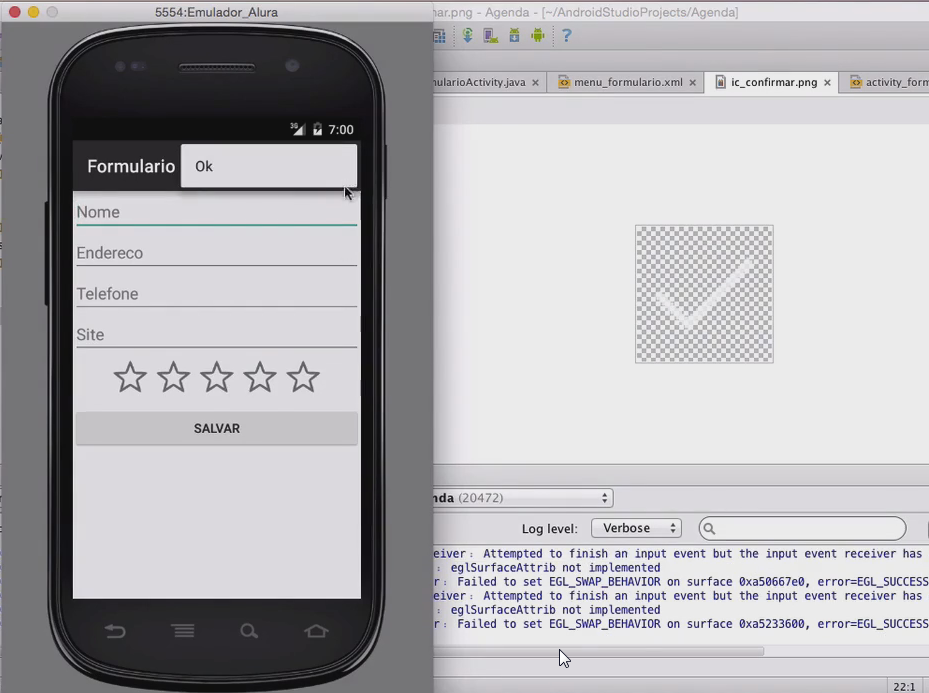 5554:Emulador_Alura
nar.png - Agenda - [~/AndroidStudioProjects/Agenda]
?
ularioActivity.java
menu_formulario.xml
ic_confirmar.png
activity_form
3G 7:00
Formulario
Ok
Nome
Endereco
Telefone
Site
SALVAR
nda (20472)
Log level:
Verbose
eiver: Attempted to finish an input event but the input event receiver has
: eglSurfaceAttrib not implemented
r: Failed to set EGL_SWAP_BEHAVIOR on surface 0xa50667e0, error=EGL_SUCCESS
eiver: Attempted to finish an input event but the input event receiver has
: eglSurfaceAttrib not implemented
r: Failed to set EGL_SWAP_BEHAVIOR on surface 0xa5233600, error=EGL_SUCCESS
22:1